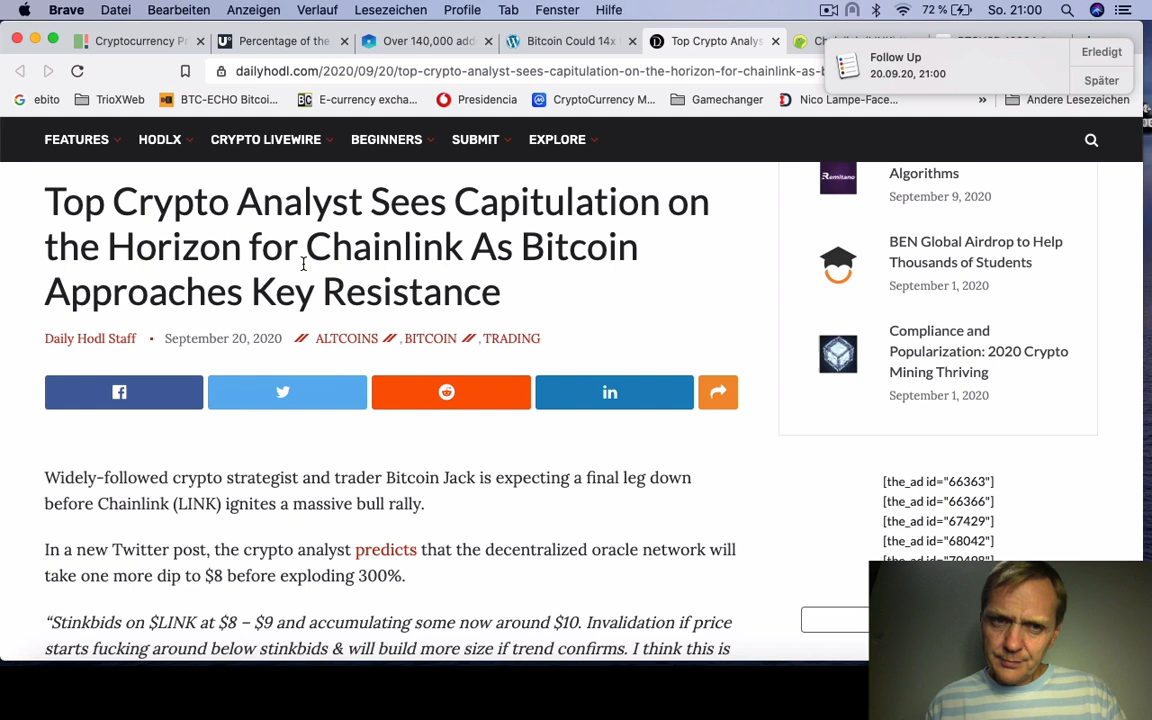 Brave Datei Bearbeiten Anzeigen Verlauf Lesezeichen Profile Tab Fenster Hilfe 72 % So. 21:00
Cryptocurrency P
Percentage of the
Over 140,000 add
Bitcoin Could 14x
Top Crypto Analys
dailyhodl.com/2020/09/20/top-crypto-analyst-sees-capitulation-on-the-horizon-for-chainlink-as-b
Follow Up
20.09.20, 21:00
Erledigt
Später
ebito TrioXWeb BTC-ECHO Bitcoi... E-currency excha... Presidencia CryptoCurrency M... Gamechanger Nico Lampe-Face... » Andere Lesezeichen
FEATURES HODLX CRYPTO LIVEWIRE BEGINNERS SUBMIT EXPLORE
Top Crypto Analyst Sees Capitulation on
the Horizon for Chainlink As Bitcoin
Approaches Key Resistance
Daily Hodl Staff • September 20, 2020 // ALTCOINS // , BITCOIN // , TRADING
Widely-followed crypto strategist and trader Bitcoin Jack is expecting a final leg down
before Chainlink (LINK) ignites a massive bull rally.
In a new Twitter post, the crypto analyst predicts that the decentralized oracle network will
take one more dip to $8 before exploding 300%.
“Stinkbids on $LINK at $8 – $9 and accumulating some now around $10. Invalidation if price
starts fucking around below stinkbids & will build more size if trend confirms. I think this is
Remitano
Algorithms
September 9, 2020
BEN Global Airdrop to Help
Thousands of Students
September 1, 2020
Compliance and
Popularization: 2020 Crypto
Mining Thriving
September 1, 2020
[the_ad id="66363"]
[the_ad id="66366"]
[the_ad id="67429"]
[the_ad id="68042"]